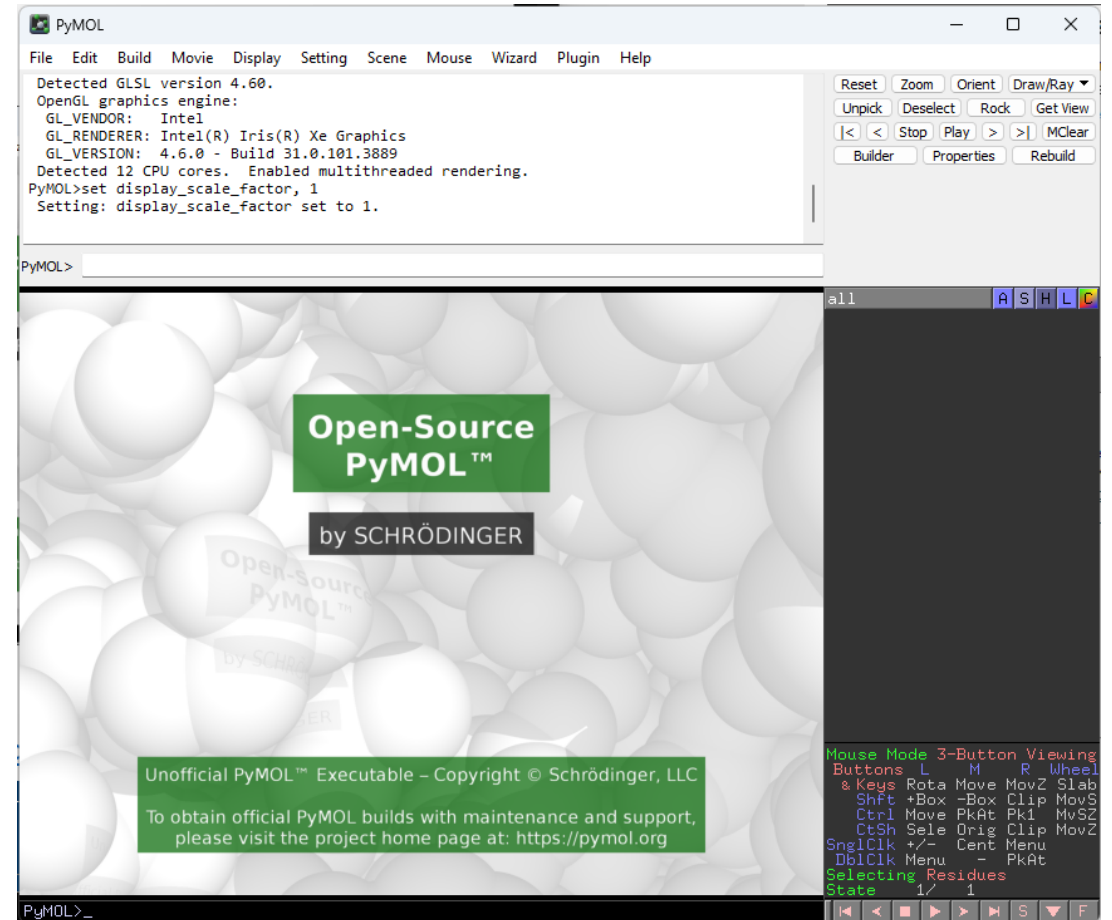 PyMOL
File Edit Build Movie Display Setting Scene Mouse Wizard Plugin Help
Detected GLSL version 4.60.
OpenGL graphics engine:
GL_VENDOR: Intel
GL_RENDERER: Intel(R) Iris(R) Xe Graphics
GL_VERSION: 4.6.0 - Build 31.0.101.3889
Detected 12 CPU cores. Enabled multithreaded rendering.
PyMOL>set display_scale_factor, 1
Setting: display_scale_factor set to 1.
PyMOL>
Reset Zoom Orient Draw/Ray
Unpick Deselect Rock Get View
|< < Stop Play > >| MClear
Builder Properties Rebuild
all A S H L C
Open-Source
PyMOL™
by SCHRÖDINGER
Open-Source
PyMOL™
by SCHR
ER
Unofficial PyMOL™ Executable – Copyright © Schrödinger, LLC
To obtain official PyMOL builds with maintenance and support,
please visit the project home page at: https://pymol.org
Mouse Mode 3-Button Viewing
Buttons L M R Wheel
& Keys Rota Move MovZ Slab
Shft +Box -Box Clip MovS
Ctrl Move PkAt Pk1 MvSZ
CtSh Sele Orig Clip MovZ
SnglClk +/- Cent Menu
DblClk Menu - PkAt
Selecting Residues
State 1/ 1
PyMOL>_
S F